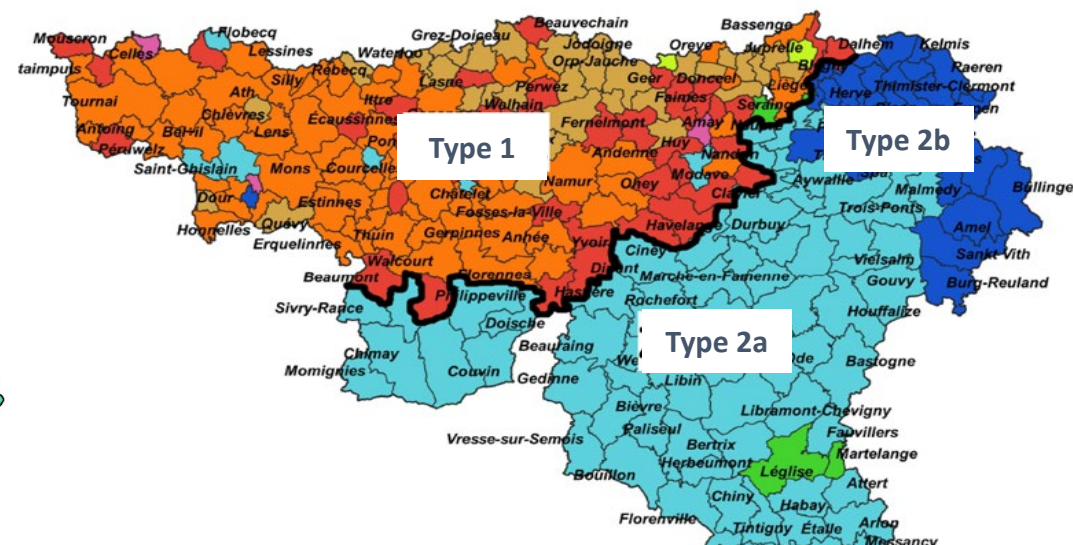 Bassenge
Beauvechain
Flobecq
Mouscron
Grez-Doiceau
Jodoigne
Oreye
Juprelle
Dalhem
Kelmis
Celles
Lessines
Waterloo
Orp-Jauche
Blegny
Raeren
Rebecq
Geer
Donceel
Silly
Lasne
Perwez
Liège
Herve
Thimister-Clermont
Tournai
Ath
Ittre
Walhain
Faimes
Seraing
Chièvres
Écaussinnes
Fernelmont
Amay
Antoing
Lens
Type 1
Huy
Type 2b
Péruwelz
Andenne
Nandrin
Saint-Ghislain
Mons
Courcelle
Modave
Aywaille
Spa
Namur
Ohey
Malmedy
Büllinge
Dour
Châtelet
Clavier
Estinnes
Fosses-la-Ville
Trois-Ponts
Quévy
Havelange
Durbuy
Amel
Honnelles
Gerpinnes
Anhée
Erquelinnes
Thuin
Yvoir
Ciney
Sankt Vith
Walcourt
Vielsalm
Beaumont
Florennes
Dinant
Marche-en-Famenne
Gouvy
Burg-Reuland
Hastière
Philippeville
Rochefort
Sivry-Rance
Houffalize
Doische
Beauraing
Type 2a
Chimay
Bastogne
Momignies
Couvin
Gedinne
Libin
Bièvre
Libramont-Chevigny
Paliseul
Fauvillers
Vresse-sur-Semois
Bertrix
Martelange
Herbeumont
Bouillon
Léglise
Attert
Chiny
Habay
Florenville
Arlon
Tintigny
Étalle
Messancy